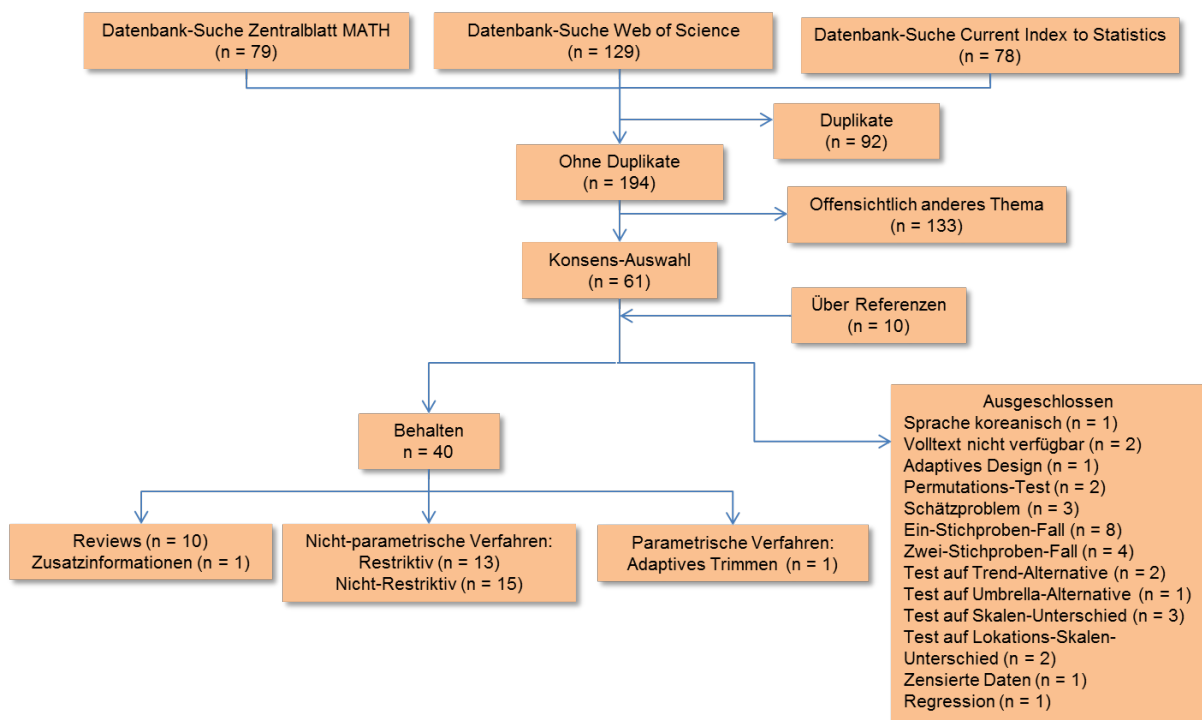 Datenbank-Suche Zentralblatt MATH
(n = 79)
Datenbank-Suche Web of Science
(n = 129)
Datenbank-Suche Current Index to Statistics
(n = 78)
Duplikate
(n = 92)
Ohne Duplikate
(n = 194)
Offensichtlich anderes Thema
(n = 133)
Konsens-Auswahl
(n = 61)
Über Referenzen
(n = 10)
Behalten
n = 40
Ausgeschlossen
Sprache koreanisch (n = 1)
Volltext nicht verfügbar (n = 2)
Adaptives Design (n = 1)
Permutations-Test (n = 2)
Schätzproblem (n = 3)
Ein-Stichproben-Fall (n = 8)
Zwei-Stichproben-Fall (n = 4)
Test auf Trend-Alternative (n = 2)
Test auf Umbrella-Alternative (n = 1)
Test auf Skalen-Unterschied (n = 3)
Test auf Lokations-Skalen-
Unterschied (n = 2)
Zensierte Daten (n = 1)
Regression (n = 1)
Reviews (n = 10)
Zusatzinformationen (n = 1)
Nicht-parametrische Verfahren:
Restriktiv (n = 13)
Nicht-Restriktiv (n = 15)
Parametrische Verfahren:
Adaptives Trimmen (n = 1)